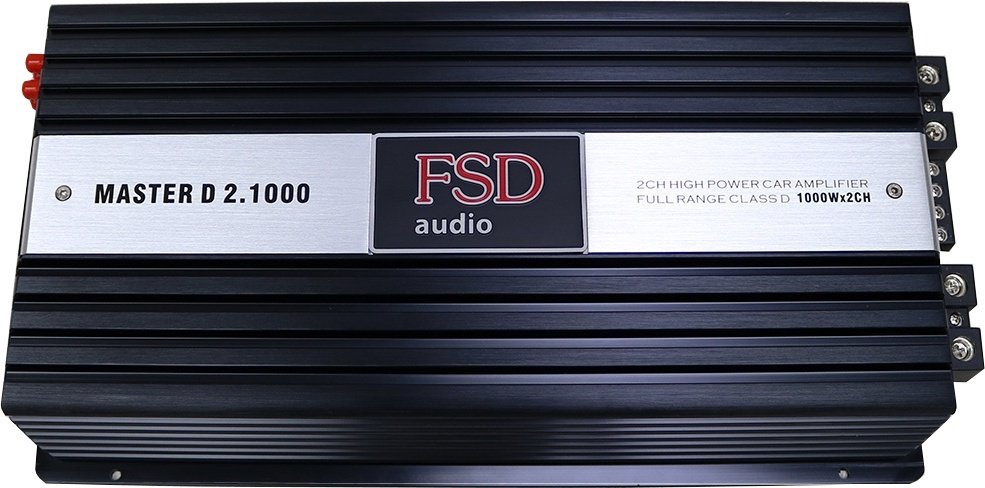 MASTER D 2.1000
FSD
audio
2CH HIGH POWER CAR AMPLIFIER
FULL RANGE CLASS D 1000Wx2CH